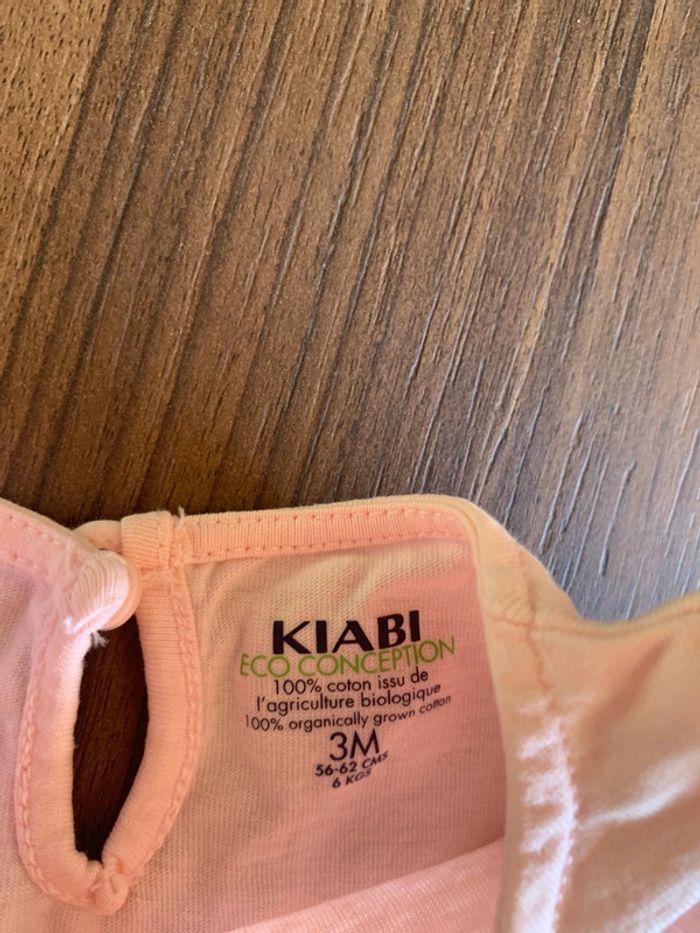 KIABI
ECO CONCEPTION
100% coton issu de
l'agriculture biologique
100% organically grown cotton
3M
56-62 CMS
6 KGS